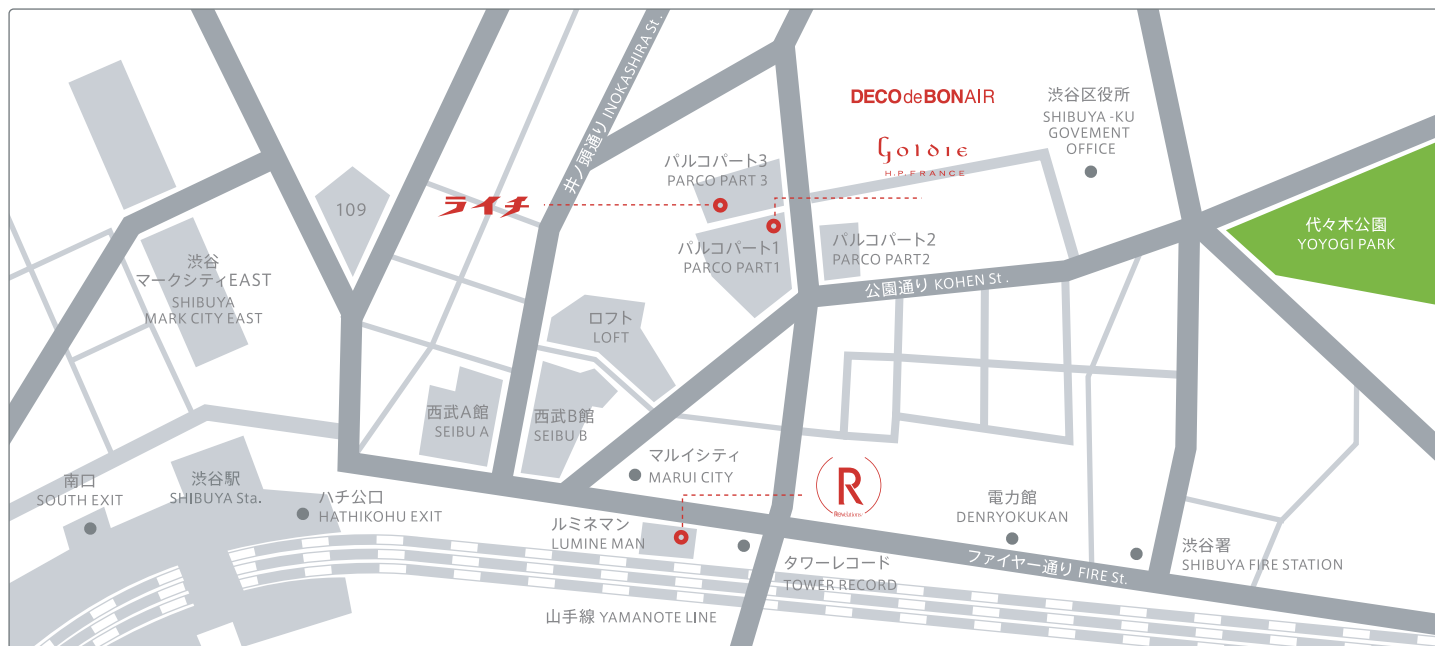 井ノ頭通り INOKASHIRA St.
DECO de BONAIR
Goldie
H.P.FRANCE
渋谷区役所
SHIBUYA -KU
GOVEMENT
OFFICE
パルコパート3
PARCO PART 3
ライチ
109
パルコパート1
PARCO PART1
パルコパート2
PARCO PART2
代々木公園
YOYOGI PARK
公園通り KOHEN St .
渋谷
マークシティEAST
SHIBUYA
MARK CITY EAST
ロフト
LOFT
西武A館
SEIBU A
西武B館
SEIBU B
マルイシティ
MARUI CITY
R
南口
SOUTH EXIT
渋谷駅
SHIBUYA Sta.
ハチ公口
HATHIKOHU EXIT
ルミネマン
LUMINE MAN
電力館
DENRYOKUKAN
タワーレコード
TOWER RECORD
ファイヤー通り FIRE St.
渋谷署
SHIBUYA FIRE STATION
山手線 YAMANOTE LINE